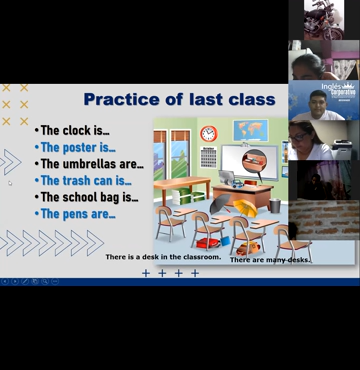 Practice of last class
Inglés
corporativo
• The clock is...
• The poster is...
• The umbrellas are...
• The trash can is...
• The school bag is...
• The pens are...
There is a desk in the classroom.
There are many desks.